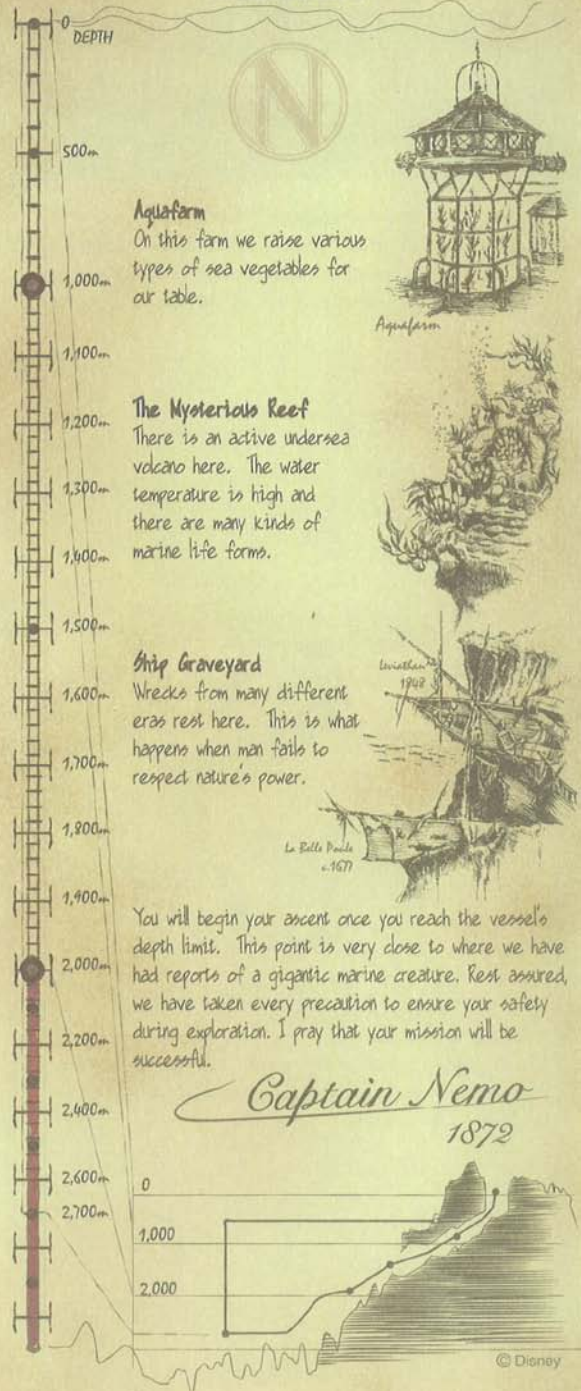 0
DEPTH
N
500m
Aquafarm
On this farm we raise various
types of sea vegetables for
our table.
1,000m
Aquafarm
1,100m
The Mysterious Reef
There is an active undersea
volcano here. The water
temperature is high and
there are many kinds of
marine life forms.
1,200m
1,300m
1,400m
1,500m
Ship Graveyard
Wrecks from many different
eras rest here. This is what
happens when man fails to
respect nature's power.
Leviathan
1,600m
1,700m
1,800m
La Belle Poule
c.1677
1,900m
You will begin your ascent once you reach the vessel's
depth limit. This point is very close to where we have
had reports of a gigantic marine creature. Rest assured,
we have taken every precaution to ensure your safety
during exploration. I pray that your mission will be
successful.
2,000m
2,200m
2,400m
2,600m
2,700m
Captain Nemo
1872
0
1,000
2,000
© Disney